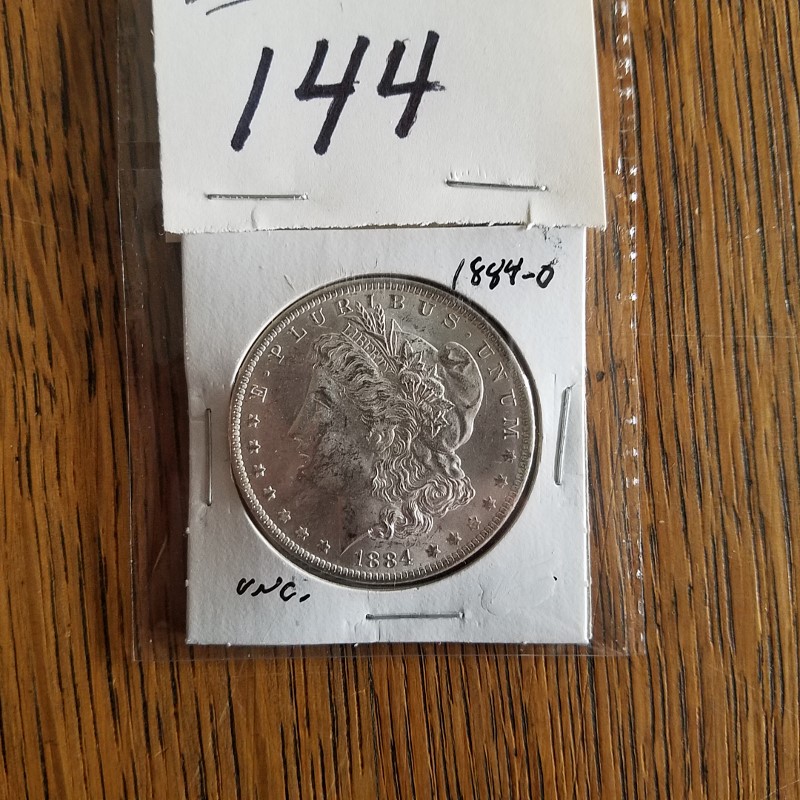 144
1884-O
E·PLURIBUS·UNUM
LIBERTY
1884
UNC.